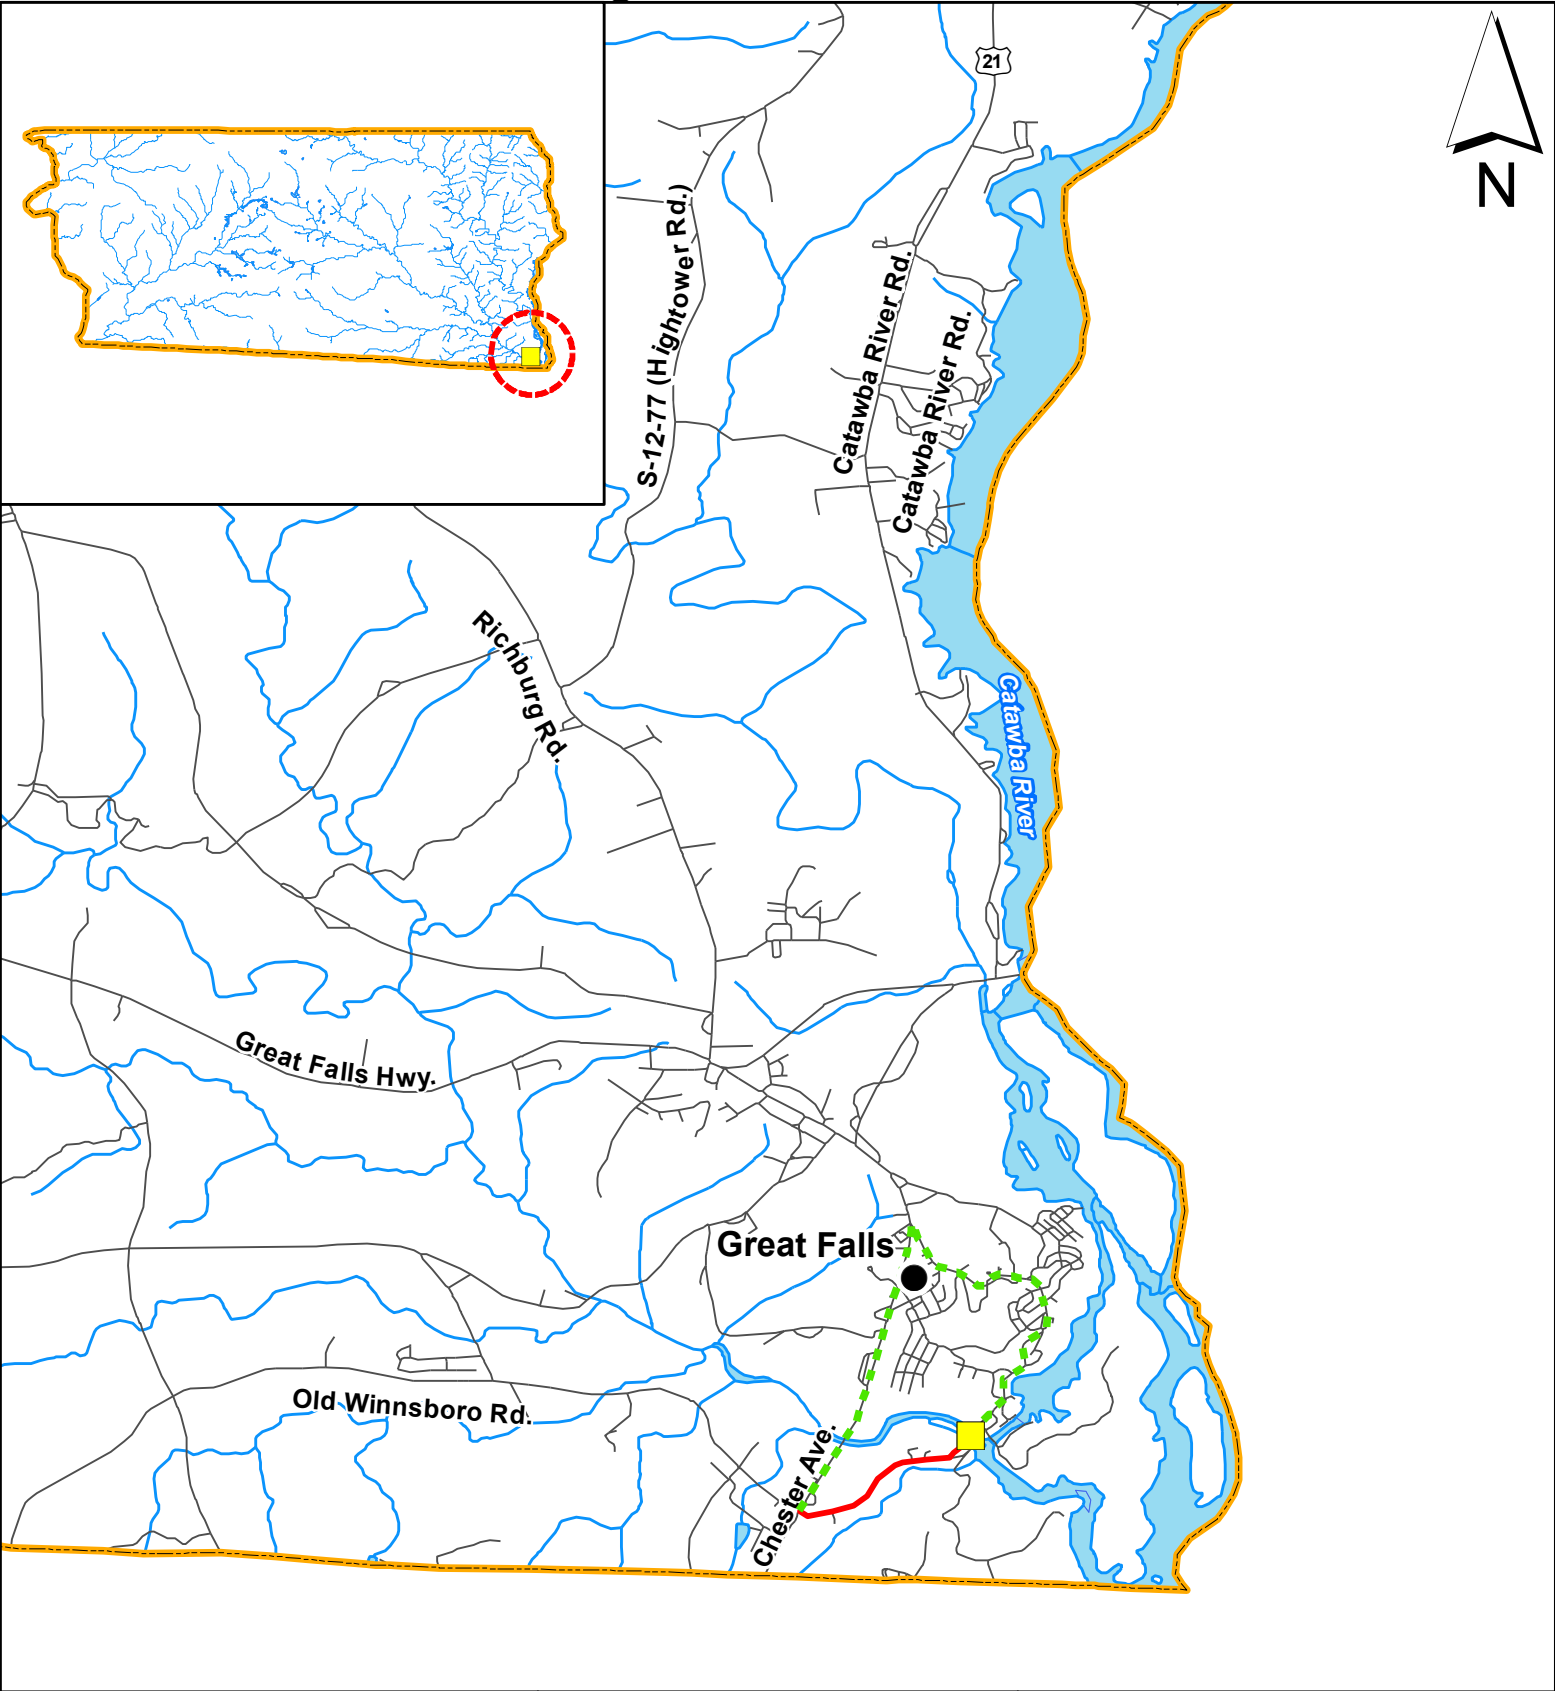 21
N
S-12-77 (Hightower Rd.)
Catawba River Rd.
Catawba River Rd.
Richburg Rd.
Catawba River
Great Falls Hwy.
Great Falls
Old Winnsboro Rd.
Chester Ave.